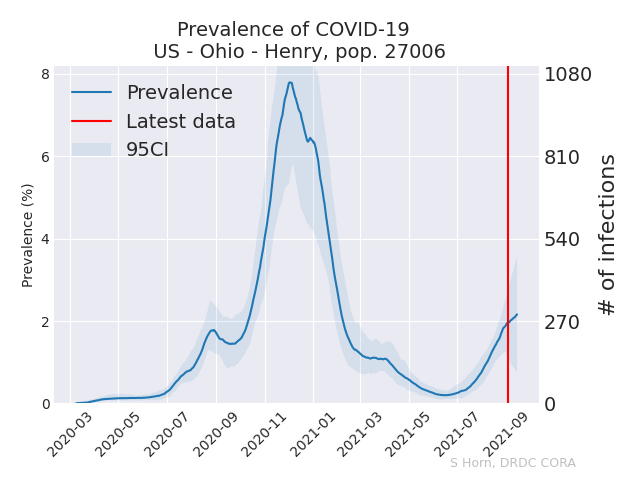 Prevalence of COVID-19
US - Ohio - Henry, pop. 27006
Prevalence
Latest data
95CI
Prevalence (%)
8
6
4
2
0
1080
810
540
270
0
# of infections
2020-03
2020-05
2020-07
2020-09
2020-11
2021-01
2021-03
2021-05
2021-07
2021-09
S Horn, DRDC CORA